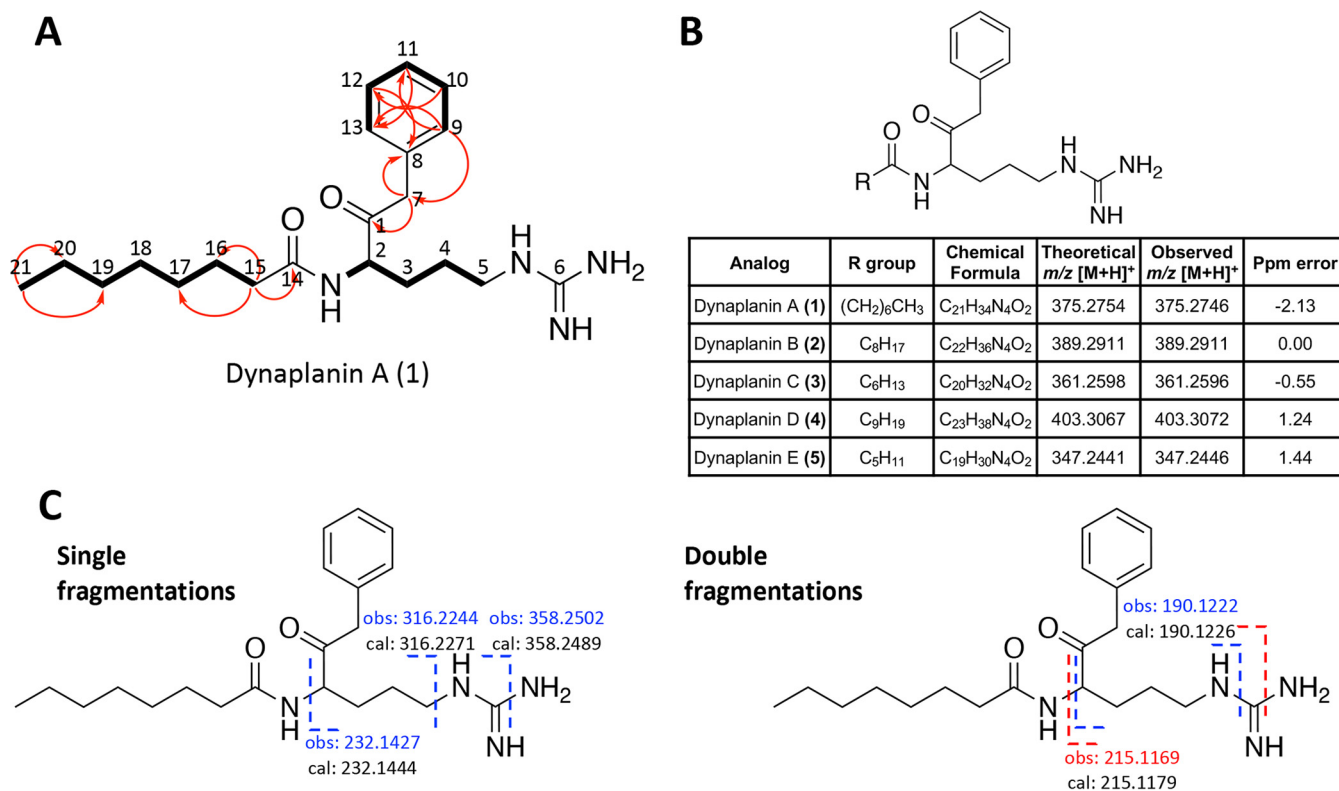 A
11
12
10
13
9
8
7
O
1
O
20
18
16
2
4
H
N
6
NH₂
21
19
17
15
14
N
H
3
5
NH
Dynaplanin A (1)
B
O
O
R
N
H
H
N
NH₂
NH
Analog R group Chemical Formula Theoretical m/z [M+H]⁺ Observed m/z [M+H]⁺ Ppm error
Dynaplanin A (1) (CH₂)₆CH₃ C₂₁H₃₄N₄O₂ 375.2754 375.2746 -2.13
Dynaplanin B (2) C₈H₁₇ C₂₂H₃₆N₄O₂ 389.2911 389.2911 0.00
Dynaplanin C (3) C₆H₁₃ C₂₀H₃₂N₄O₂ 361.2598 361.2596 -0.55
Dynaplanin D (4) C₉H₁₉ C₂₃H₃₈N₄O₂ 403.3067 403.3072 1.24
Dynaplanin E (5) C₅H₁₁ C₁₉H₃₀N₄O₂ 347.2441 347.2446 1.44
C
Single
fragmentations
obs: 316.2244 obs: 358.2502
cal: 316.2271 cal: 358.2489
O
O
H
N
NH₂
N
H
NH
obs: 232.1427
cal: 232.1444
Double
fragmentations
obs: 190.1222
cal: 190.1226
O
O
H
N
NH₂
N
H
NH
obs: 215.1169
cal: 215.1179